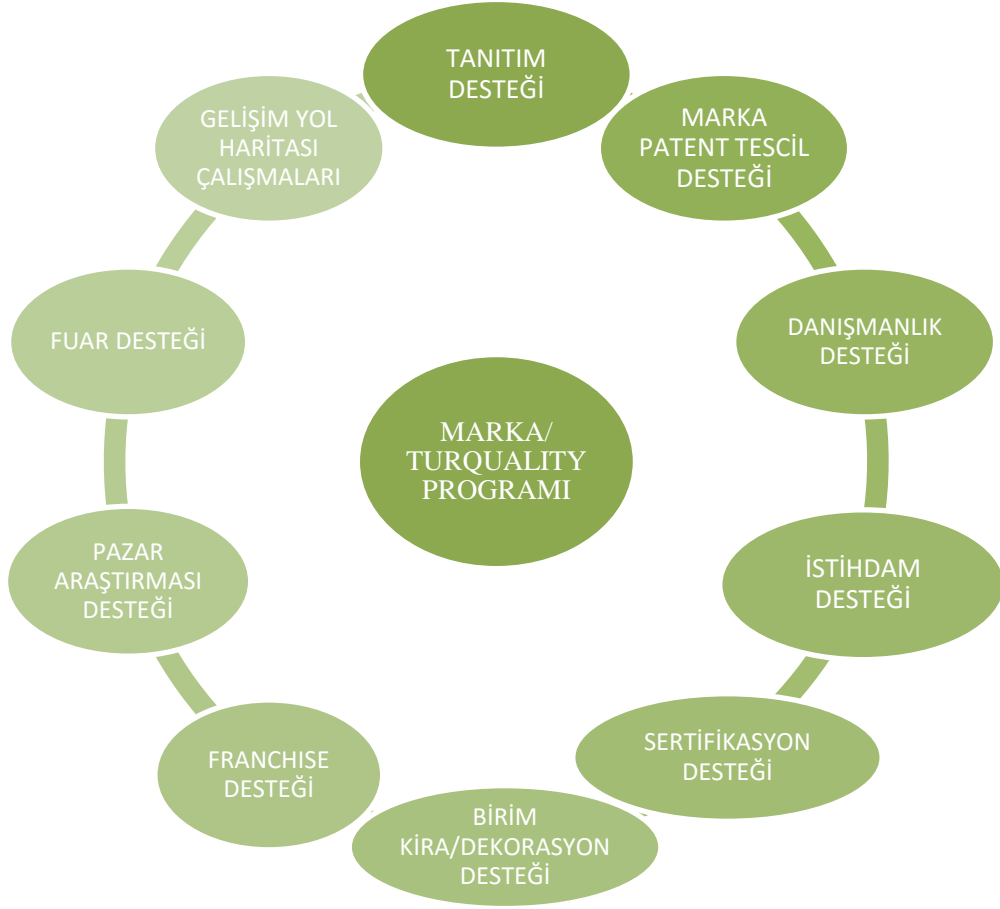 TANITIM
DESTEĞİ
MARKA
PATENT TESCİL
DESTEĞİ
DANIŞMANLIK
DESTEĞİ
İSTİHDAM
DESTEĞİ
SERTİFİKASYON
DESTEĞİ
BİRİM
KİRA/DEKORASYON
DESTEĞİ
FRANCHISE
DESTEĞİ
PAZAR
ARAŞTIRMASI
DESTEĞİ
FUAR DESTEĞİ
GELİŞİM YOL
HARİTASI
ÇALIŞMALARI
MARKA/
TURQUALITY
PROGRAMI